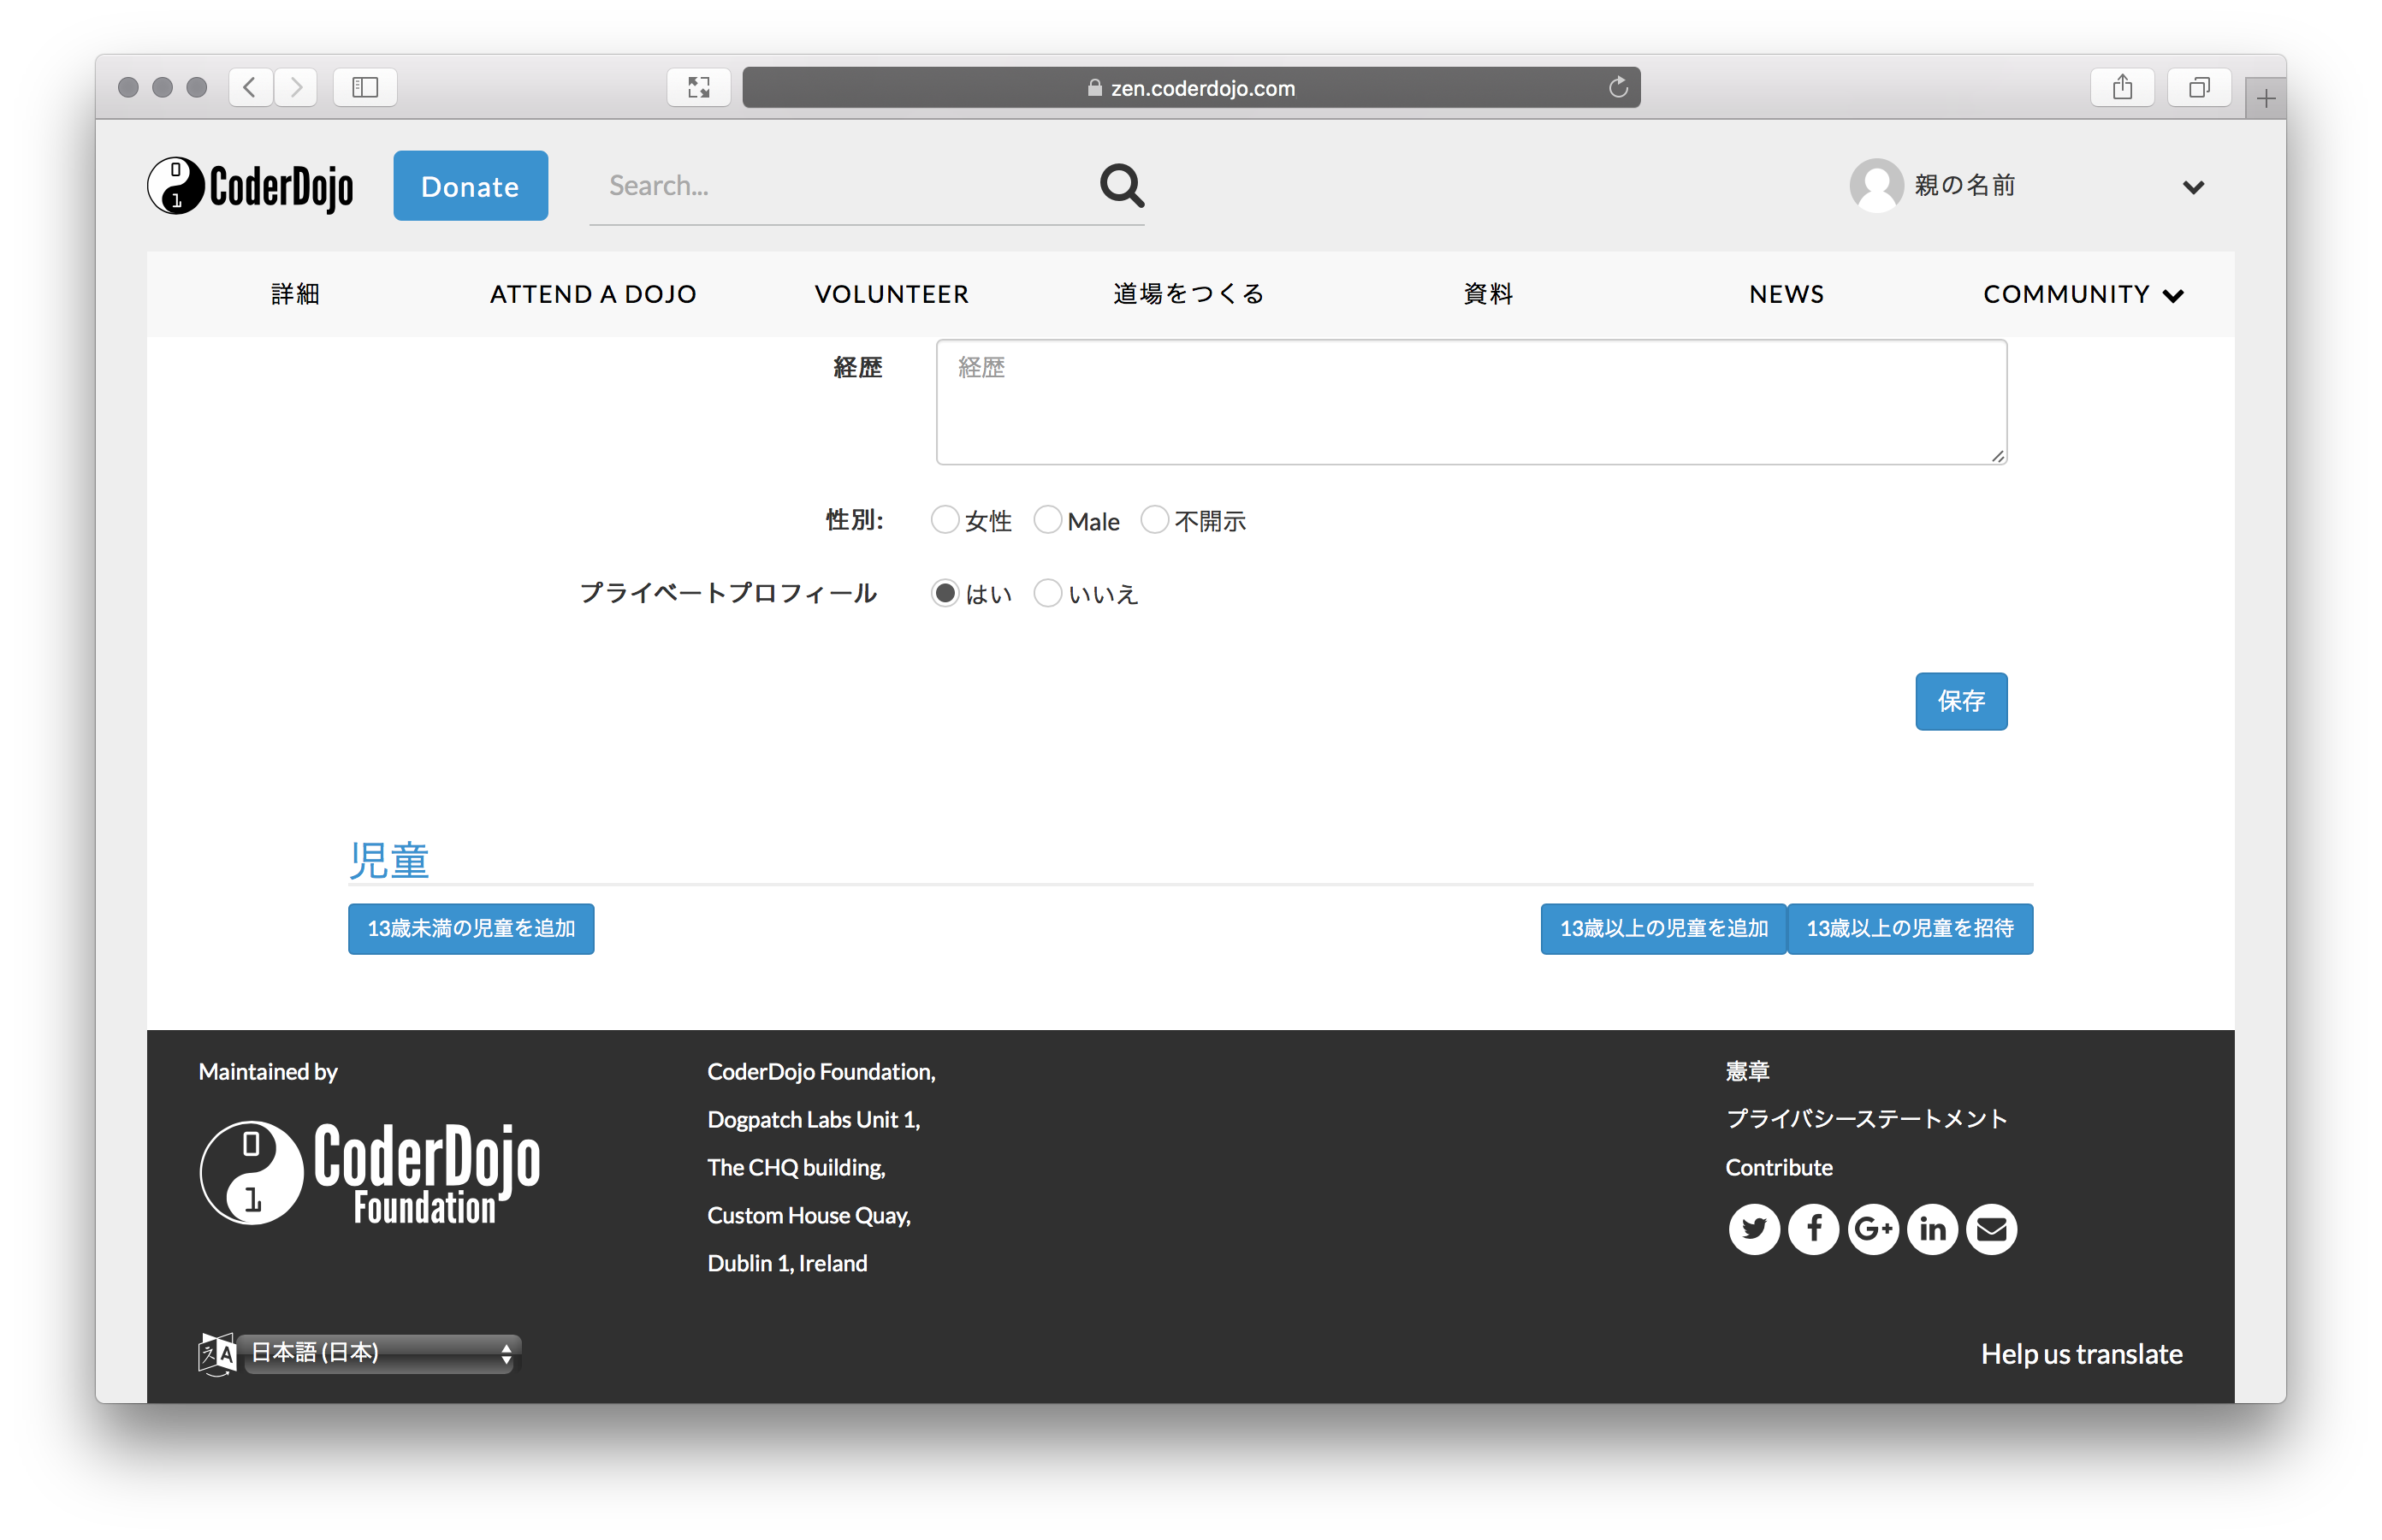 zen.coderdojo.com
CoderDojo
Donate
Search...
親の名前
詳細
ATTEND A DOJO
VOLUNTEER
道場をつくる
資料
NEWS
COMMUNITY
経歴
経歴
性別:
女性
Male
不開示
プライベートプロフィール
はい
いいえ
保存
児童
13歳未満の児童を追加
13歳以上の児童を追加
13歳以上の児童を招待
Maintained by
CoderDojo
Foundation
CoderDojo Foundation,
Dogpatch Labs Unit 1,
The CHQ building,
Custom House Quay,
Dublin 1, Ireland
憲章
プライバシーステートメント
Contribute
日本語 (日本)
Help us translate